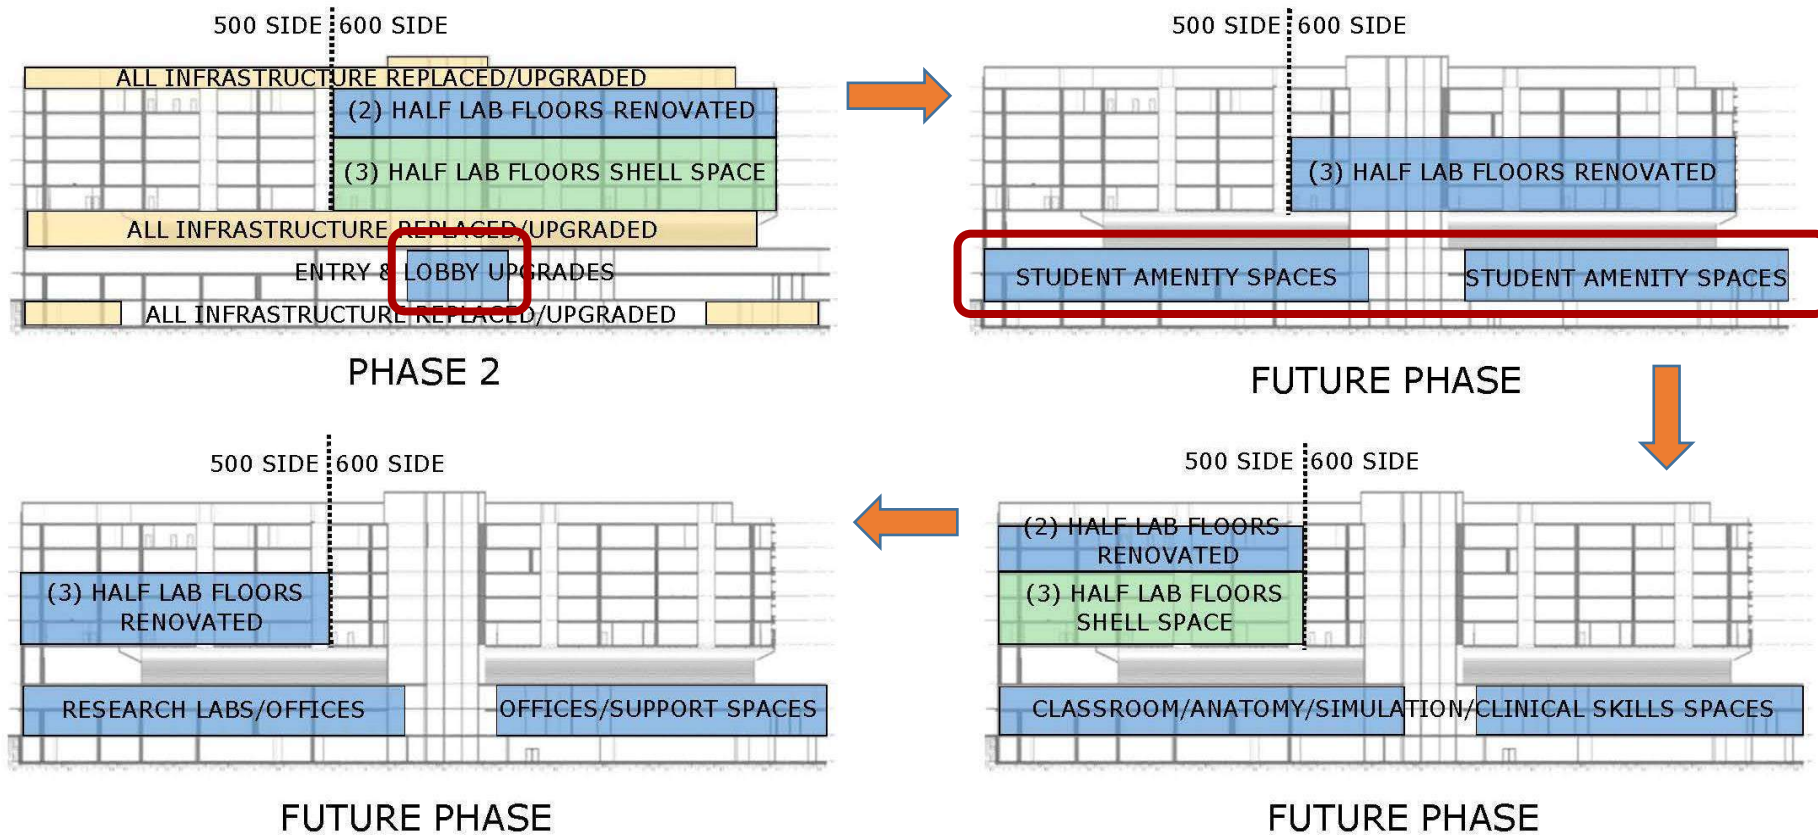 500 SIDE 600 SIDE
ALL INFRASTRUCTURE REPLACED/UPGRADED
(2) HALF LAB FLOORS RENOVATED
(3) HALF LAB FLOORS SHELL SPACE
ALL INFRASTRUCTURE REPLACED/UPGRADED
ENTRY & LOBBY UPGRADES
ALL INFRASTRUCTURE REPLACED/UPGRADED
PHASE 2
500 SIDE 600 SIDE
(3) HALF LAB FLOORS RENOVATED
STUDENT AMENITY SPACES
STUDENT AMENITY SPACES
FUTURE PHASE
500 SIDE 600 SIDE
(2) HALF LAB FLOORS
RENOVATED
(3) HALF LAB FLOORS
SHELL SPACE
CLASSROOM/ANATOMY/SIMULATION/CLINICAL SKILLS SPACES
FUTURE PHASE
500 SIDE 600 SIDE
(3) HALF LAB FLOORS
RENOVATED
RESEARCH LABS/OFFICES
OFFICES/SUPPORT SPACES
FUTURE PHASE